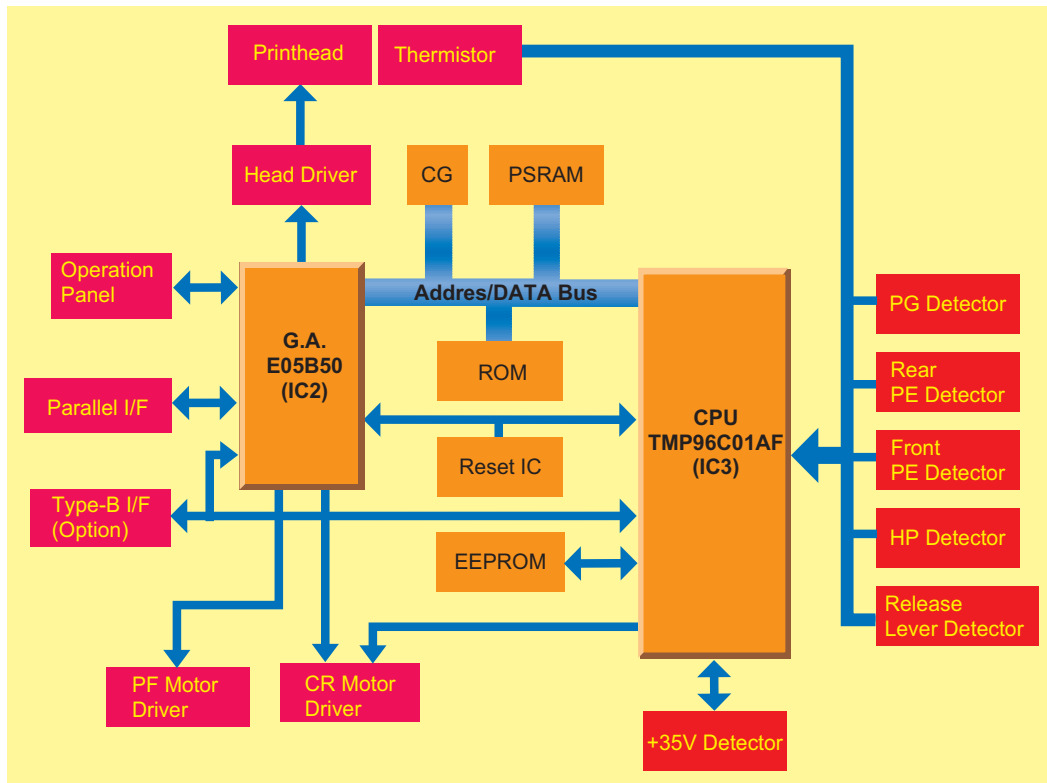 Printhead
Thermistor
Head Driver
CG
PSRAM
Operation
Panel
Addres/DATA Bus
G.A.
E05B50
(IC2)
ROM
Parallel I/F
CPU
TMP96C01AF
(IC3)
Reset IC
Type-B I/F
(Option)
EEPROM
PG Detector
Rear
PE Detector
Front
PE Detector
HP Detector
Release
Lever Detector
PF Motor
Driver
CR Motor
Driver
+35V Detector